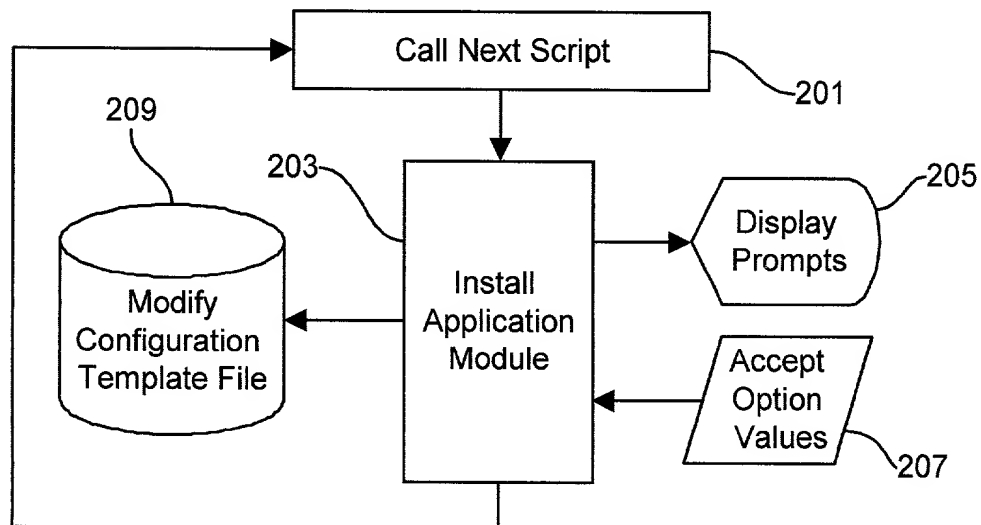 Call Next Script
201
209
203
205
Display
Prompts
Install
Application
Module
Modify
Configuration
Template File
Accept
Option
Values
207